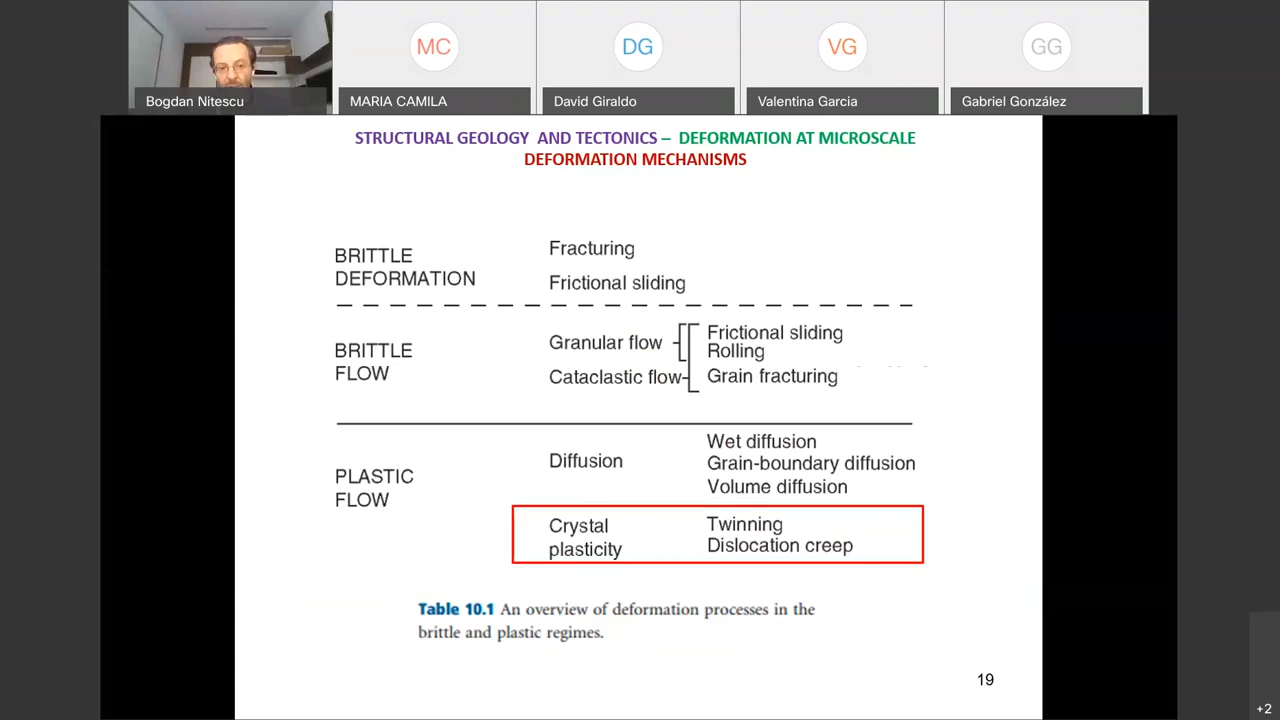 MC
DG
VG
GG
Bogdan Nitescu
MARIA CAMILA
David Giraldo
Valentina Garcia
Gabriel González
STRUCTURAL GEOLOGY AND TECTONICS – DEFORMATION AT MICROSCALE
DEFORMATION MECHANISMS
BRITTLE
DEFORMATION
Fracturing
Frictional sliding
BRITTLE
FLOW
Granular flow
Frictional sliding
Rolling
Cataclastic flow
Grain fracturing
PLASTIC
FLOW
Diffusion
Wet diffusion
Grain-boundary diffusion
Volume diffusion
Crystal
plasticity
Twinning
Dislocation creep
Table 10.1 An overview of deformation processes in the
brittle and plastic regimes.
19
+2